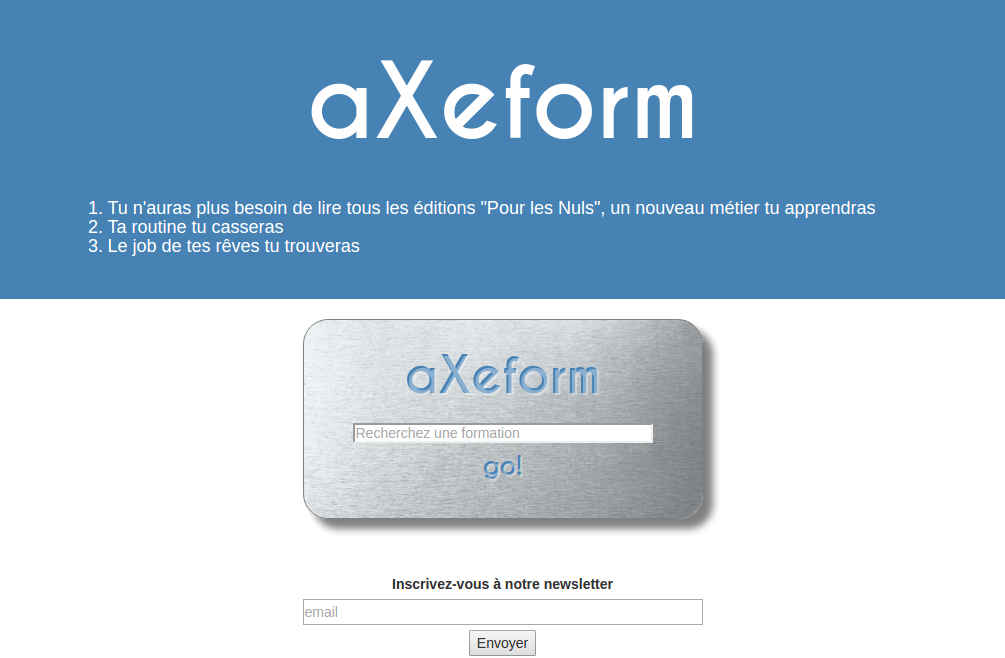 aXeform
1. Tu n'auras plus besoin de lire tous les éditions "Pour les Nuls", un nouveau métier tu apprendras
2. Ta routine tu casseras
3. Le job de tes rêves tu trouveras
aXeform
Recherchez une formation
go!
Inscrivez-vous à notre newsletter
email
Envoyer